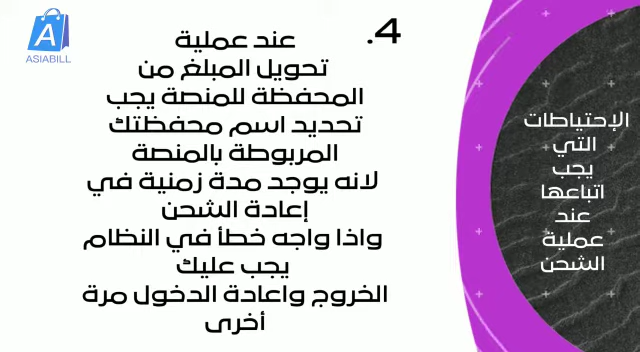 ASIABILL
4.
عند عملية
تحويل المبلغ من
المحفظة للمنصة يجب
تحديد اسم محفظتك
المربوطة بالمنصة
لانه يوجد مدة زمنية في
إعادة الشحن
واذا واجه خطأ في النظام
يجب عليك
الخروج واعادة الدخول مرة
أخرى
الإحتياطات
التي
يجب
اتباعها
عند
عملية
الشحن